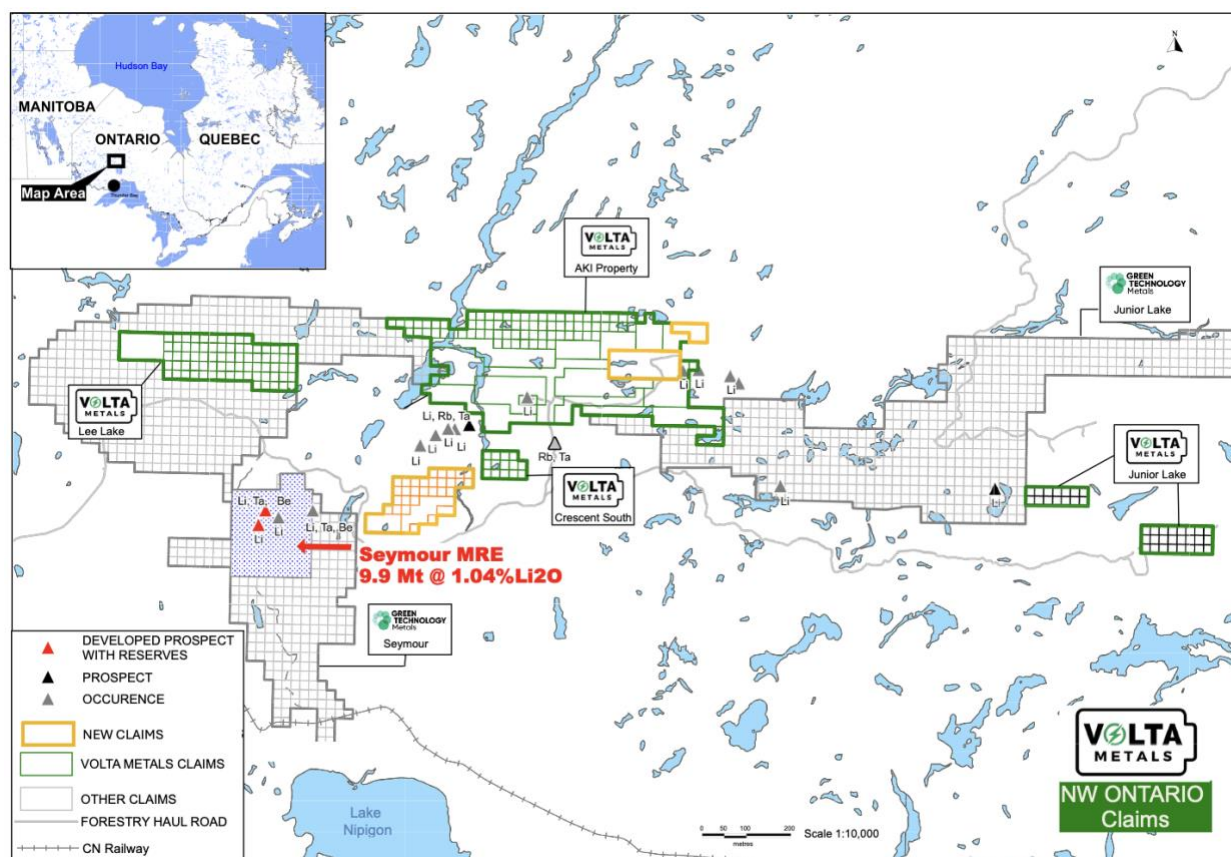 Hudson Bay
MANITOBA
ONTARIO
QUEBEC
Map Area
Thunder Bay
N
VOLTA
METALS
AKI Property
GREEN
TECHNOLOGY
Metals
Junior Lake
VOLTA
METALS
Lee Lake
Li
Li
Li
Li
Li, Rb, Ta
Li
Li
Li
Li
Rb, Ta
VOLTA
METALS
Crescent South
VOLTA
METALS
Junior Lake
Li
Li
Li, Ta, Be
Li
Li
Li, Ta, Be
Seymour MRE
9.9 Mt @ 1.04%Li2O
GREEN
TECHNOLOGY
Metals
Seymour
DEVELOPED PROSPECT
WITH RESERVES
PROSPECT
OCCURENCE
NEW CLAIMS
VOLTA METALS CLAIMS
OTHER CLAIMS
FORESTRY HAUL ROAD
CN Railway
Lake
Nipigon
0 50 100 200
metres
Scale 1:10,000
VOLTA
METALS
NW ONTARIO
Claims